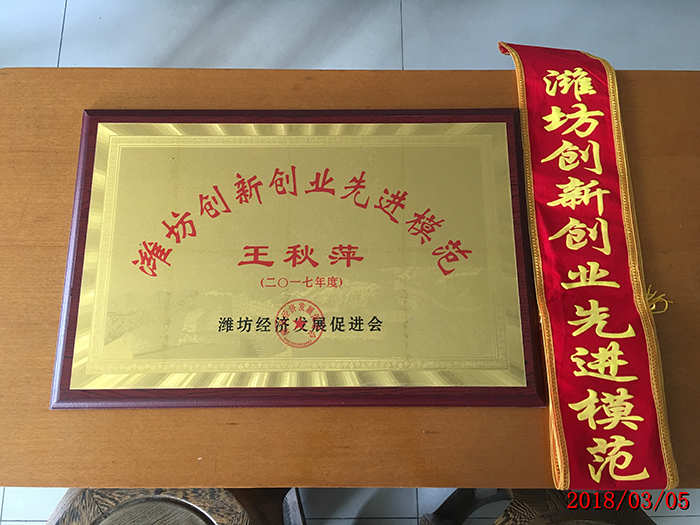 潍坊创新创业先进模范
王秋萍
(二〇一七年度)
潍坊经济发展促进会
潍坊创新创业先进模范
2018/03/05